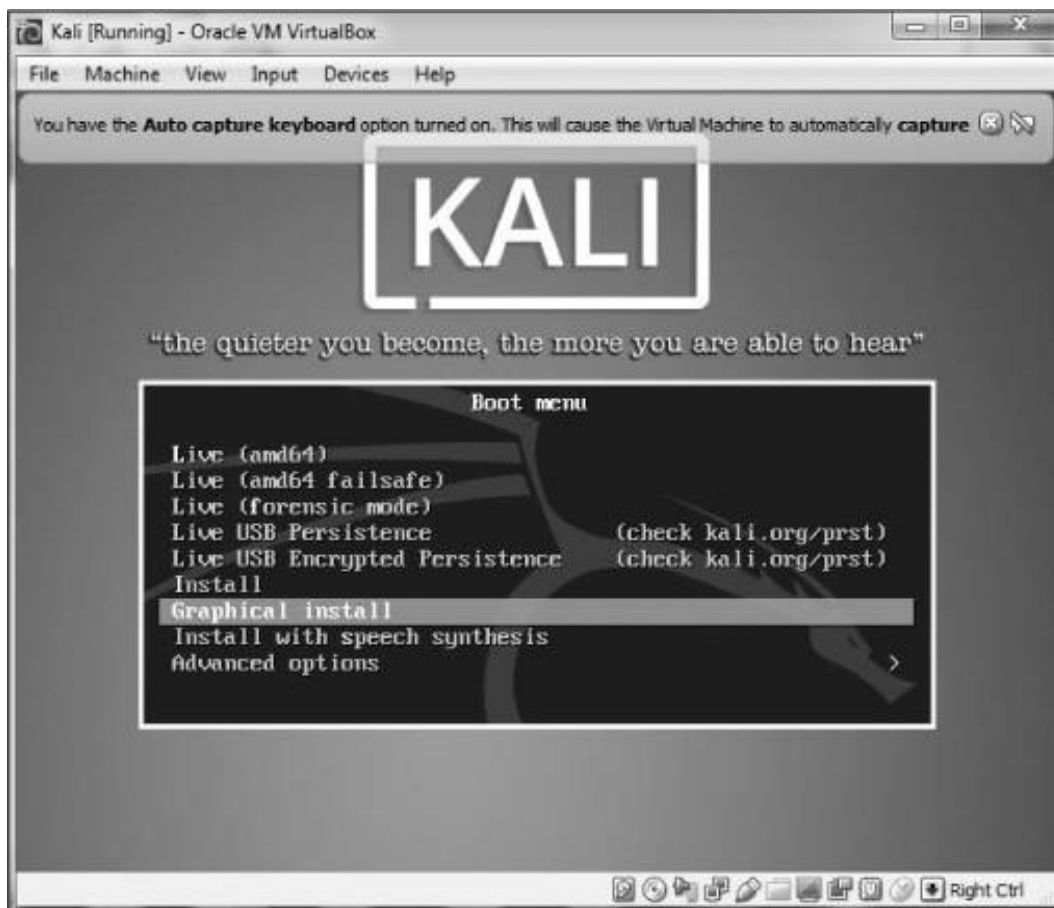 Kali [Running] - Oracle VM VirtualBox
File Machine View Input Devices Help
You have the Auto capture keyboard option turned on. This will cause the Virtual Machine to automatically capture
KALI
“the quieter you become, the more you are able to hear”
Boot menu
Live (amd64)
Live (amd64 failsafe)
Live (forensic mode)
Live USB Persistence (check kali.org/prst)
Live USB Encrypted Persistence (check kali.org/prst)
Install
Graphical install
Install with speech synthesis
Advanced options >
Right Ctrl